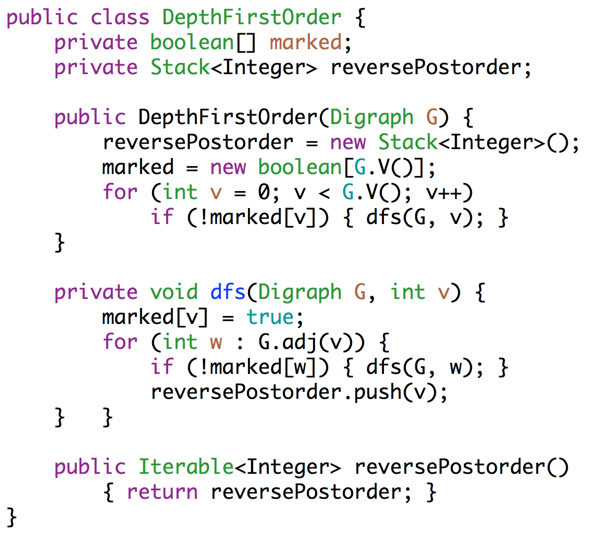 public class DepthFirstOrder {
    private boolean[] marked;
    private Stack<Integer> reversePostorder;

    public DepthFirstOrder(Digraph G) {
        reversePostorder = new Stack<Integer>();
        marked = new boolean[G.V()];
        for (int v = 0; v < G.V(); v++)
            if (!marked[v]) { dfs(G, v); }
    }

    private void dfs(Digraph G, int v) {
        marked[v] = true;
        for (int w : G.adj(v)) {
            if (!marked[w]) { dfs(G, w); }
            reversePostorder.push(v);
    }   }

    public Iterable<Integer> reversePostorder()
        { return reversePostorder; }
}